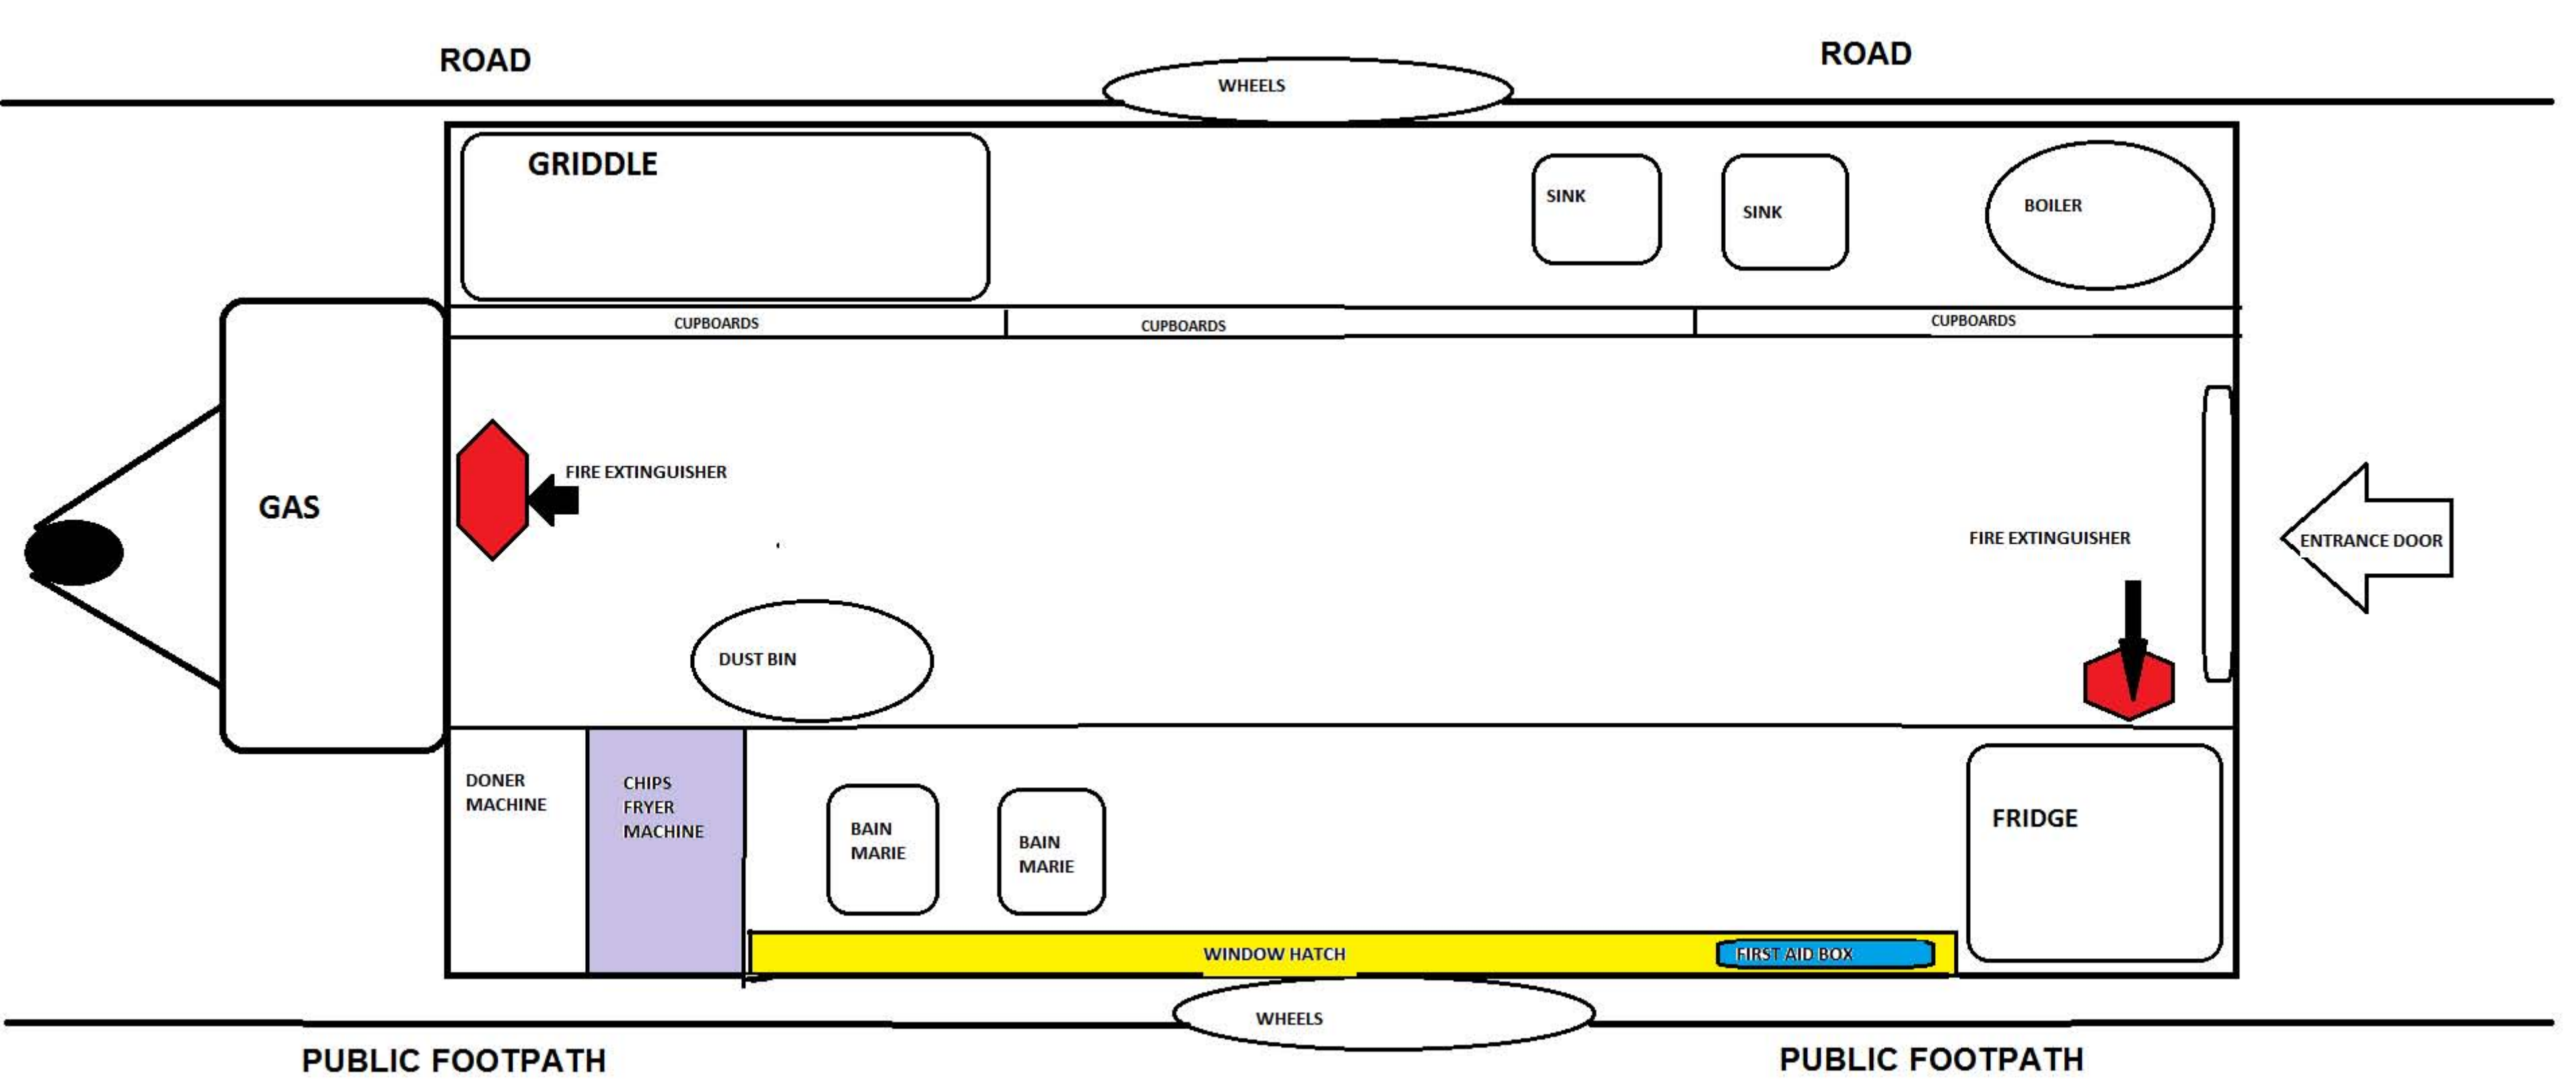 ROAD
ROAD
WHEELS
GRIDDLE
SINK
SINK
BOILER
CUPBOARDS
CUPBOARDS
CUPBOARDS
GAS
FIRE EXTINGUISHER
FIRE EXTINGUISHER
ENTRANCE DOOR
DUST BIN
DONER
MACHINE
CHIPS
FRYER
MACHINE
BAIN
MARIE
BAIN
MARIE
FRIDGE
WINDOW HATCH
FIRST AID BOX
WHEELS
PUBLIC FOOTPATH
PUBLIC FOOTPATH